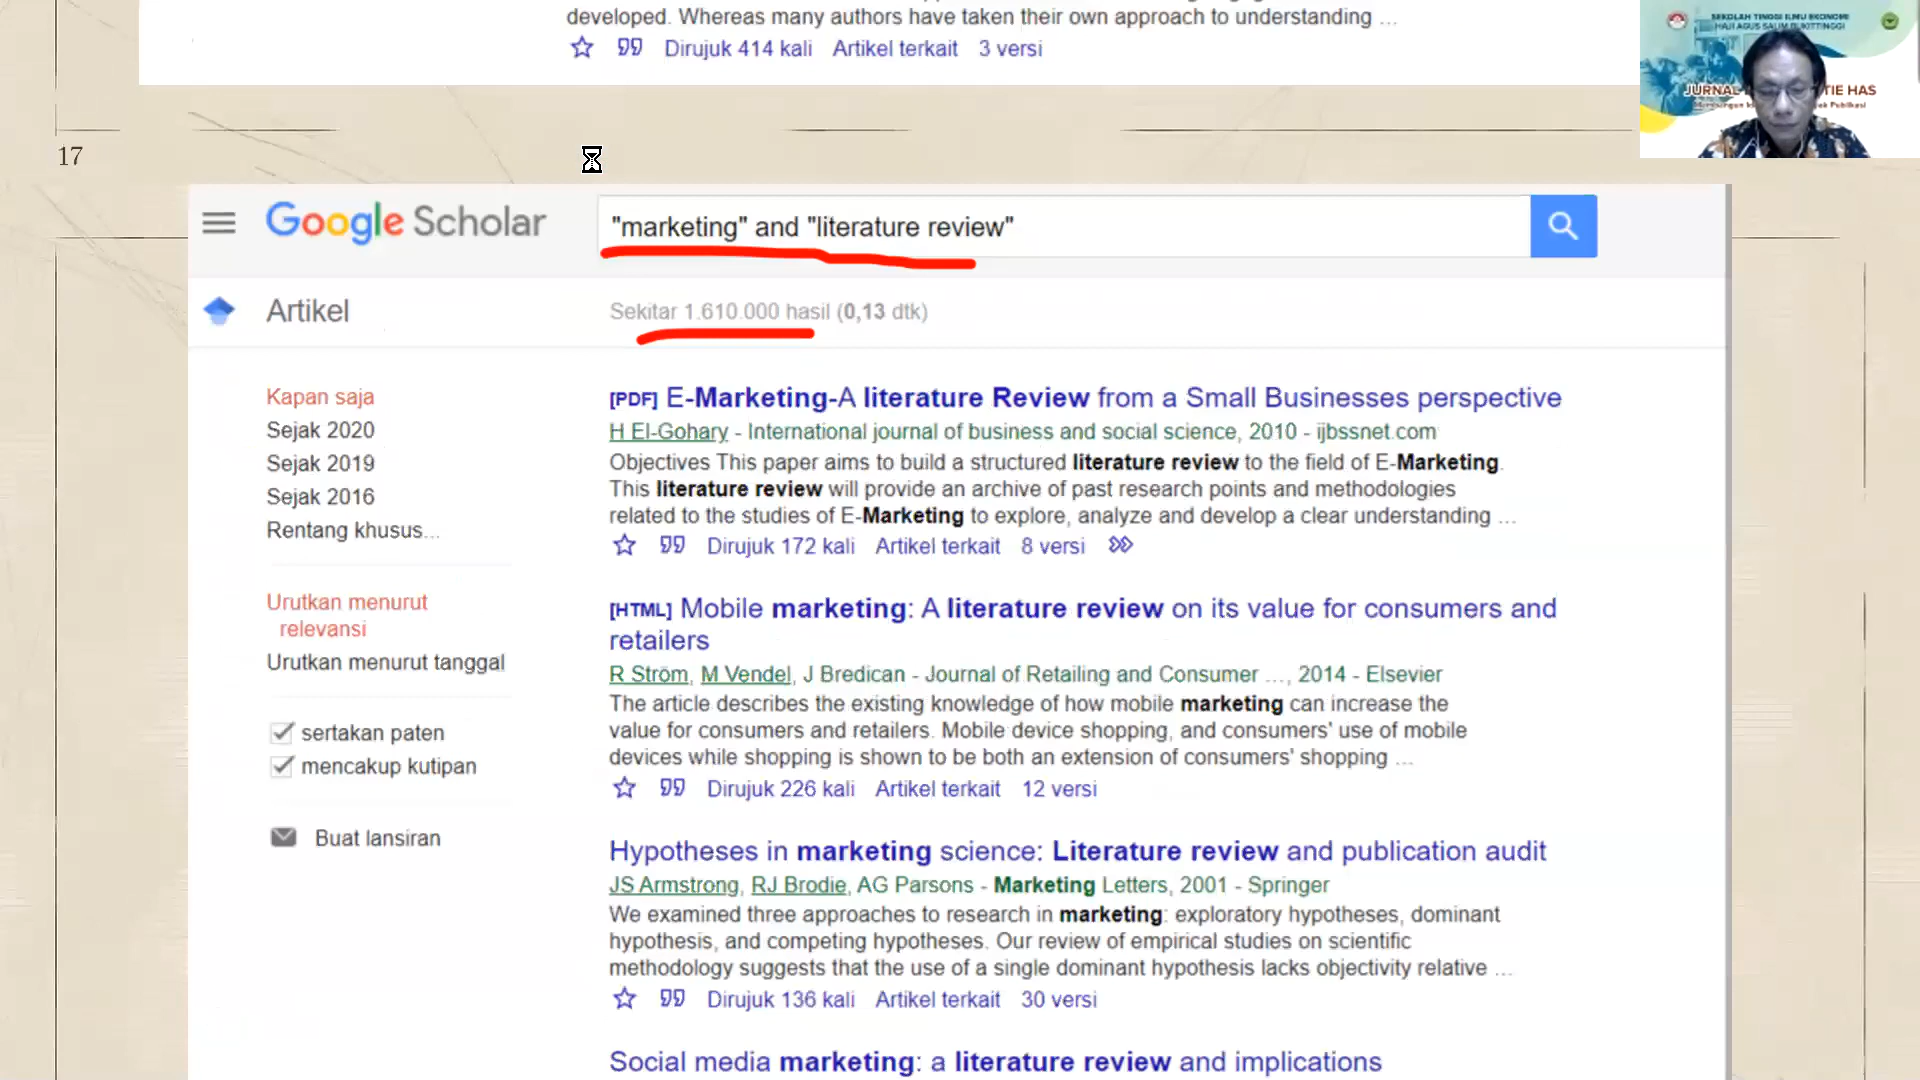 developed. Whereas many authors have taken their own approach to understanding ...
Dirujuk 414 kali Artikel terkait 3 versi
SEKOLAH TINGGI ILMU EKONOMI
HAJI AGUS SALIM BUKITTINGGI
JURNAL TIE HAS
Publikasi
17
Google Scholar
"marketing" and "literature review"
Artikel
Sekitar 1.610.000 hasil (0,13 dtk)
Kapan saja
Sejak 2020
Sejak 2019
Sejak 2016
Rentang khusus...
Urutkan menurut
relevansi
Urutkan menurut tanggal
sertakan paten
mencakup kutipan
Buat lansiran
[PDF] E-Marketing-A literature Review from a Small Businesses perspective
H El-Gohary - International journal of business and social science, 2010 - ijbssnet.com
Objectives This paper aims to build a structured literature review to the field of E-Marketing.
This literature review will provide an archive of past research points and methodologies
related to the studies of E-Marketing to explore, analyze and develop a clear understanding ...
Dirujuk 172 kali Artikel terkait 8 versi
[HTML] Mobile marketing: A literature review on its value for consumers and
retailers
R Ström, M Vendel, J Bredican - Journal of Retailing and Consumer ..., 2014 - Elsevier
The article describes the existing knowledge of how mobile marketing can increase the
value for consumers and retailers. Mobile device shopping, and consumers' use of mobile
devices while shopping is shown to be both an extension of consumers' shopping ...
Dirujuk 226 kali Artikel terkait 12 versi
Hypotheses in marketing science: Literature review and publication audit
JS Armstrong, RJ Brodie, AG Parsons - Marketing Letters, 2001 - Springer
We examined three approaches to research in marketing: exploratory hypotheses, dominant
hypothesis, and competing hypotheses. Our review of empirical studies on scientific
methodology suggests that the use of a single dominant hypothesis lacks objectivity relative ...
Dirujuk 136 kali Artikel terkait 30 versi
Social media marketing: a literature review and implications